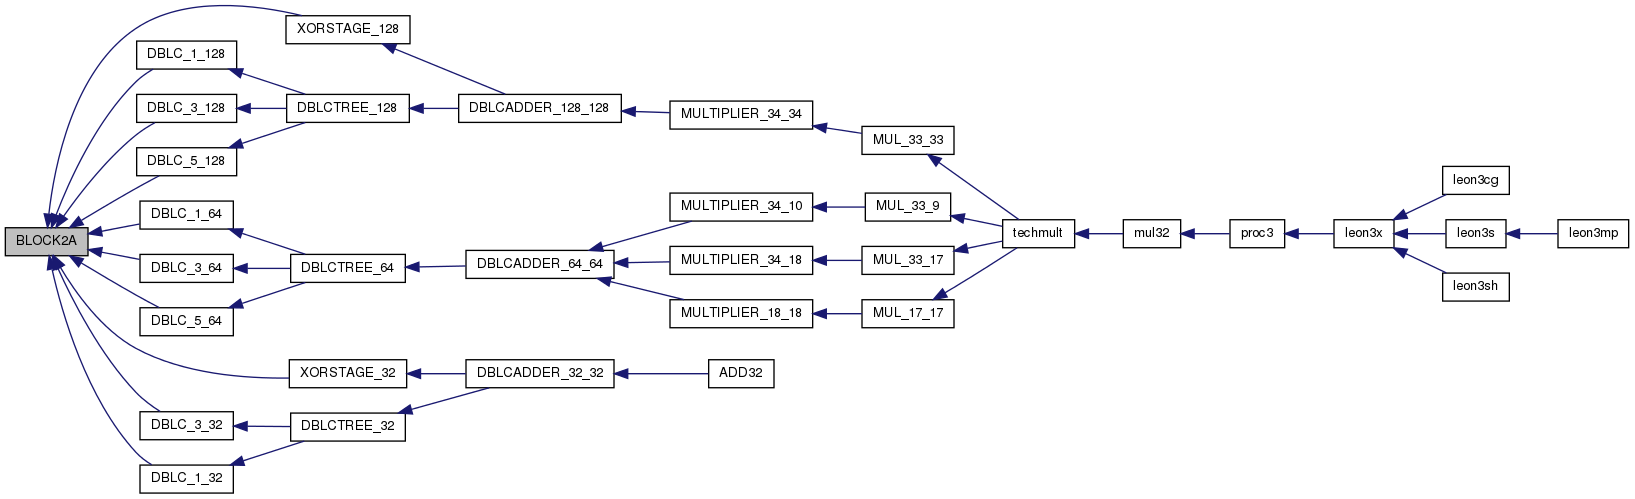 XORSTAGE_128
DBLC_1_128
DBLC_3_128
DBLCTREE_128
DBLCADDER_128_128
MULTIPLIER_34_34
MUL_33_33
DBLC_5_128
leon3cg
DBLC_1_64
MULTIPLIER_34_10
MUL_33_9
BLOCK2A
techmult
mul32
proc3
leon3x
leon3s
leon3mp
DBLC_3_64
DBLCTREE_64
DBLCADDER_64_64
MULTIPLIER_34_18
MUL_33_17
leon3sh
DBLC_5_64
MULTIPLIER_18_18
MUL_17_17
XORSTAGE_32
DBLCADDER_32_32
ADD32
DBLC_3_32
DBLCTREE_32
DBLC_1_32